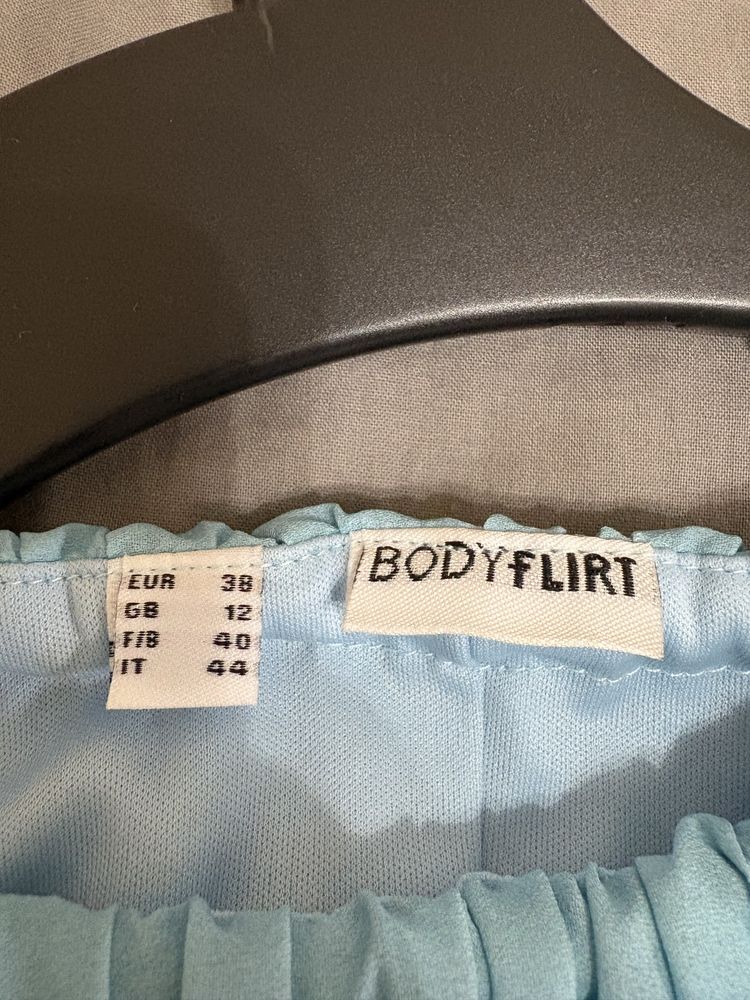 EUR 38
GB 12
F/B 40
IT 44
BODYFLIRT